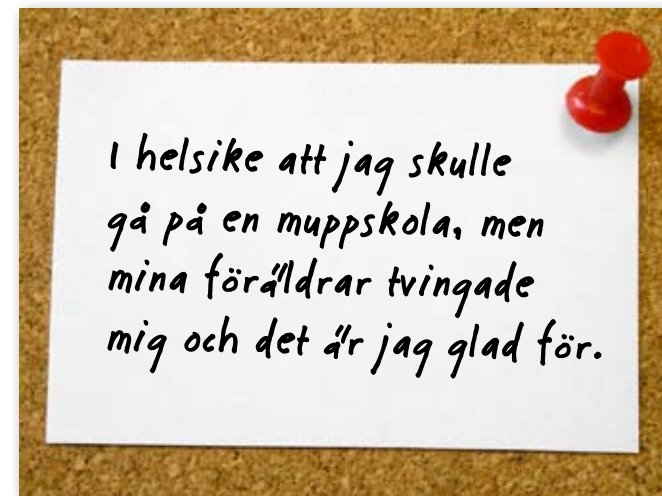 I helsike att jag skulle
gå på en muppskola, men
mina föräldrar tvingade
mig och det är jag glad för.